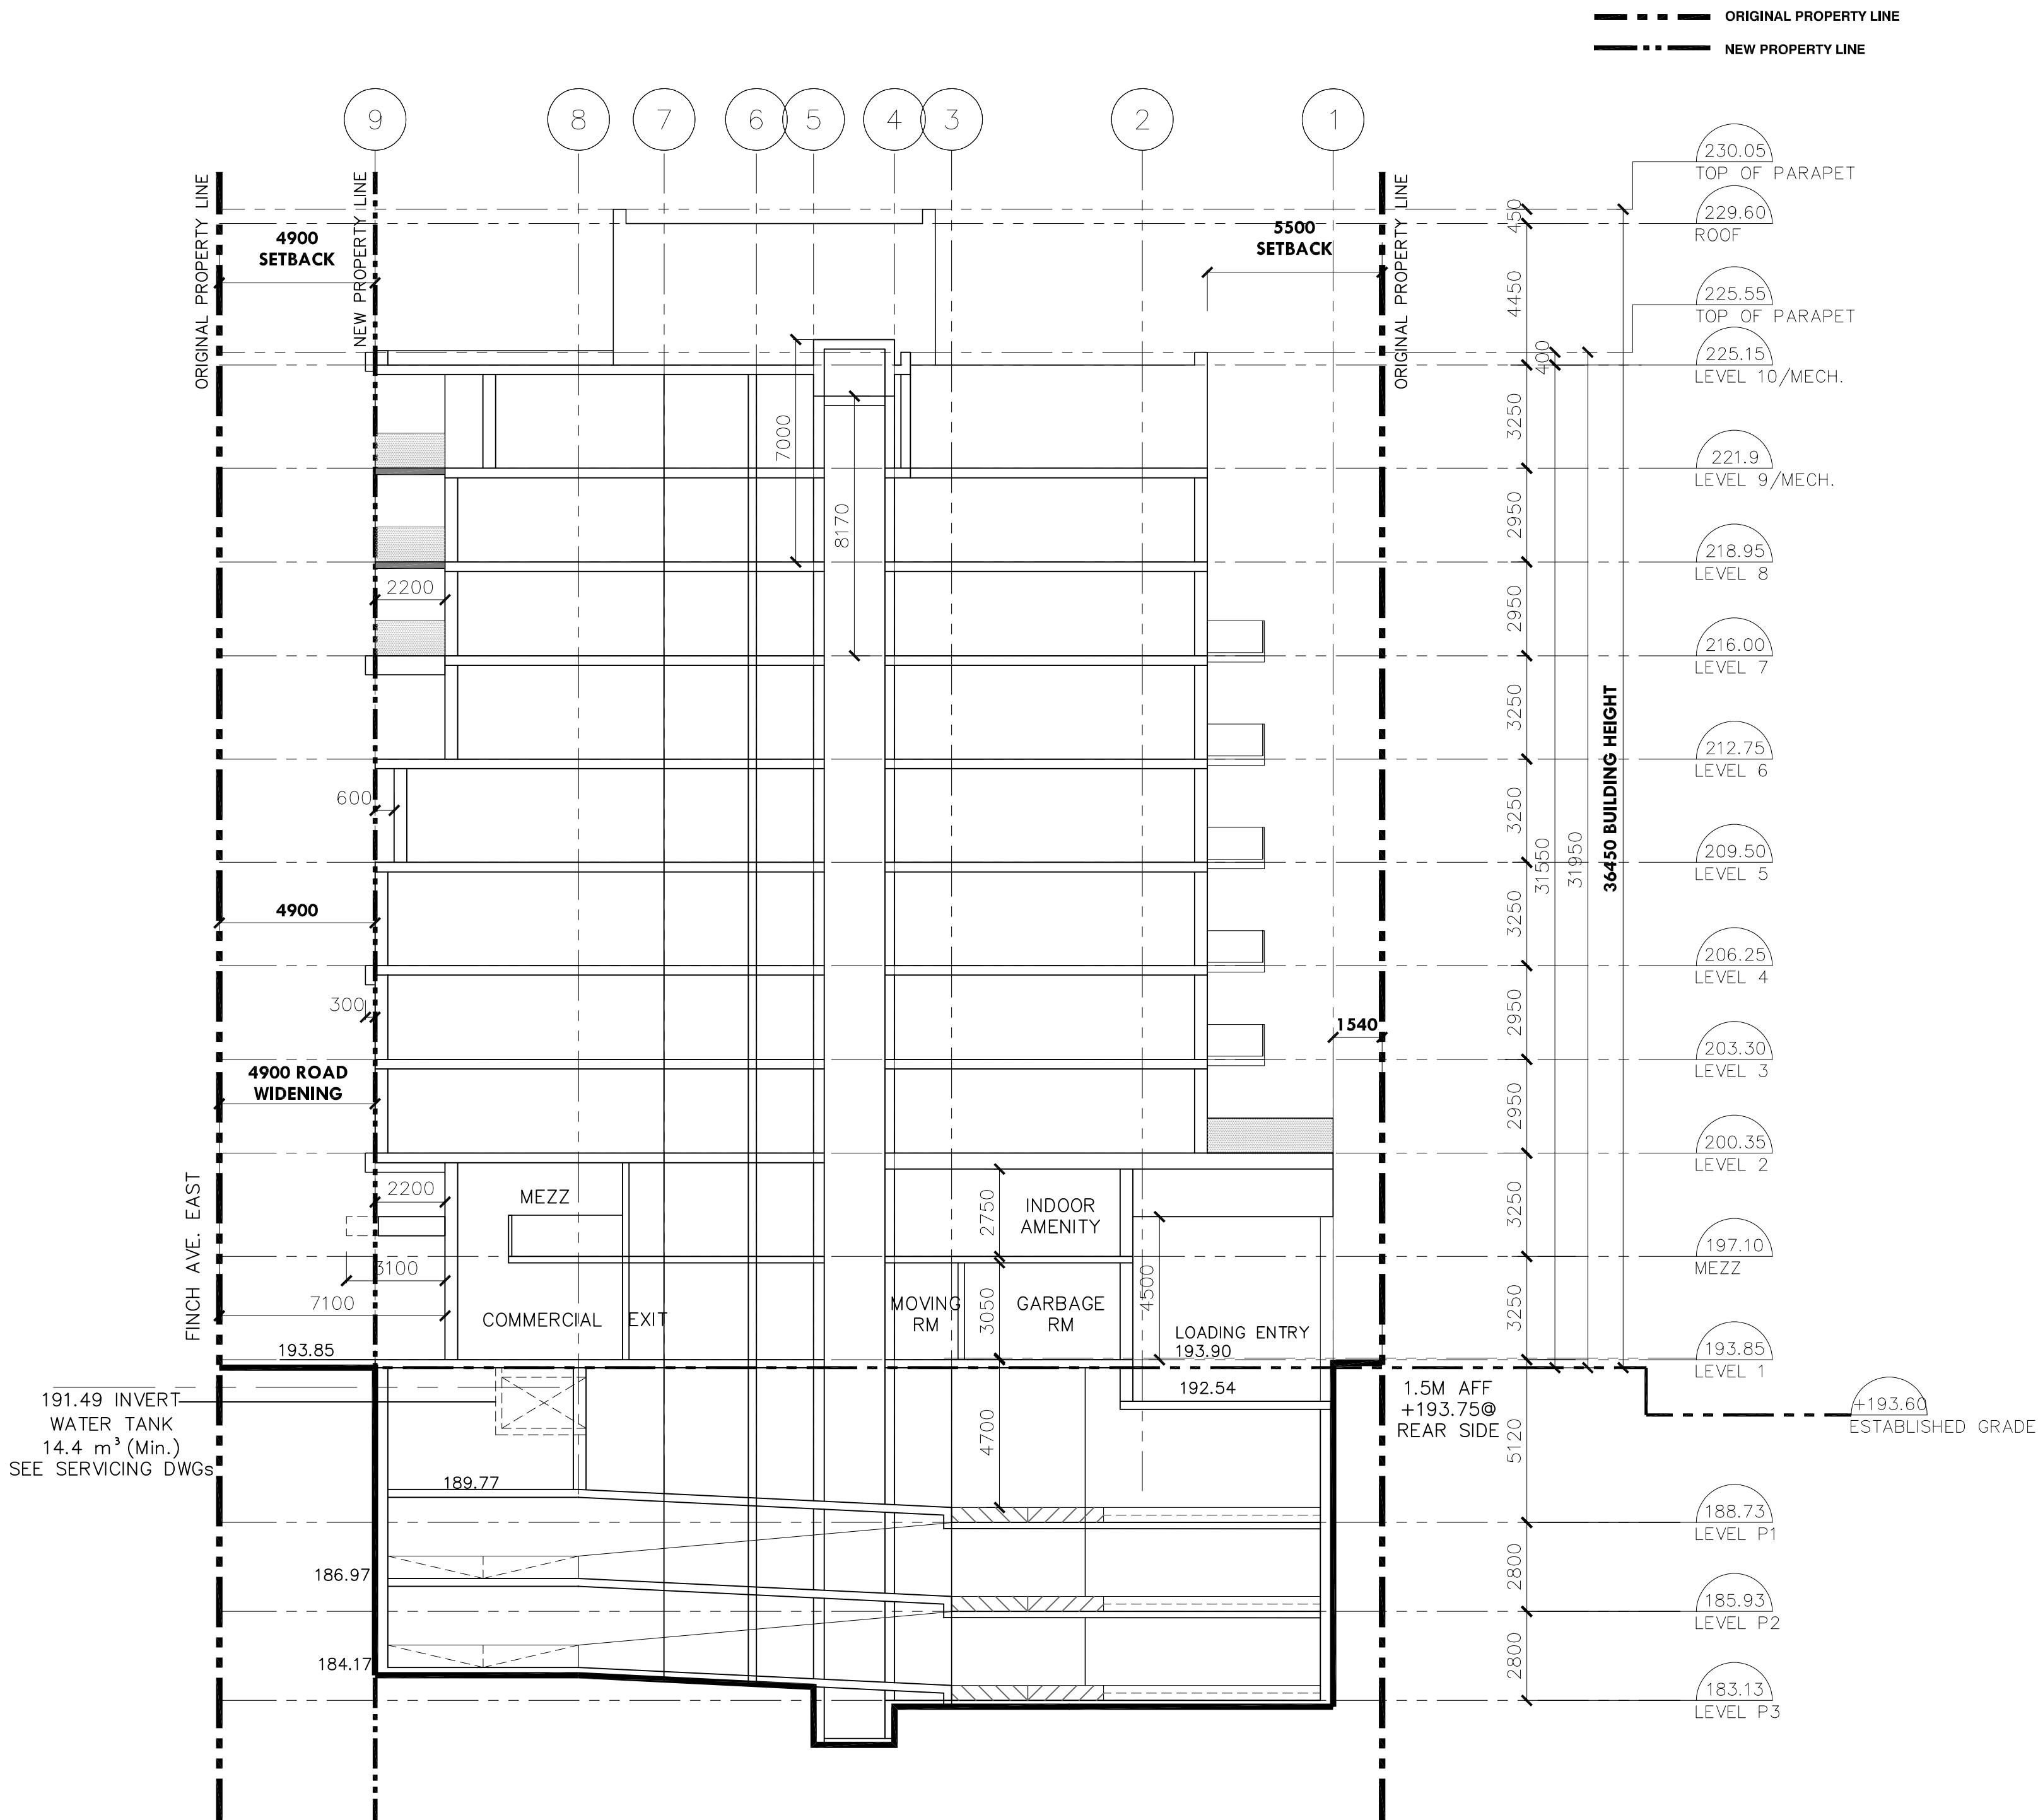 ORIGINAL PROPERTY LINE
NEW PROPERTY LINE
9
8
7
6
5
4
3
2
1
ORIGINAL PROPERTY LINE
NEW PROPERTY LINE
ORIGINAL PROPERTY LINE
4900
SETBACK
5500
SETBACK
230.05
TOP OF PARAPET
450
229.60
ROOF
4450
225.55
TOP OF PARAPET
400
225.15
LEVEL 10/MECH.
3250
7000
221.9
LEVEL 9/MECH.
2950
8170
218.95
LEVEL 8
2200
2950
216.00
LEVEL 7
3250
36450 BUILDING HEIGHT
212.75
LEVEL 6
600
3250
31550
31950
209.50
LEVEL 5
4900
3250
206.25
LEVEL 4
300
2950
1540
203.30
LEVEL 3
4900 ROAD
WIDENING
2950
200.35
LEVEL 2
FINCH AVE. EAST
2200
MEZZ
2750
INDOOR
AMENITY
3250
197.10
MEZZ
3100
7100
COMMERCIAL
EXIT
MOVING
RM
3050
GARBAGE
RM
4500
LOADING ENTRY
193.90
3250
193.85
193.85
LEVEL 1
191.49 INVERT
WATER TANK
14.4 m³ (Min.)
SEE SERVICING DWGs
192.54
1.5M AFF
+193.75@
REAR SIDE
+193.60
ESTABLISHED GRADE
4700
5120
189.77
188.73
LEVEL P1
186.97
2800
185.93
LEVEL P2
184.17
2800
183.13
LEVEL P3